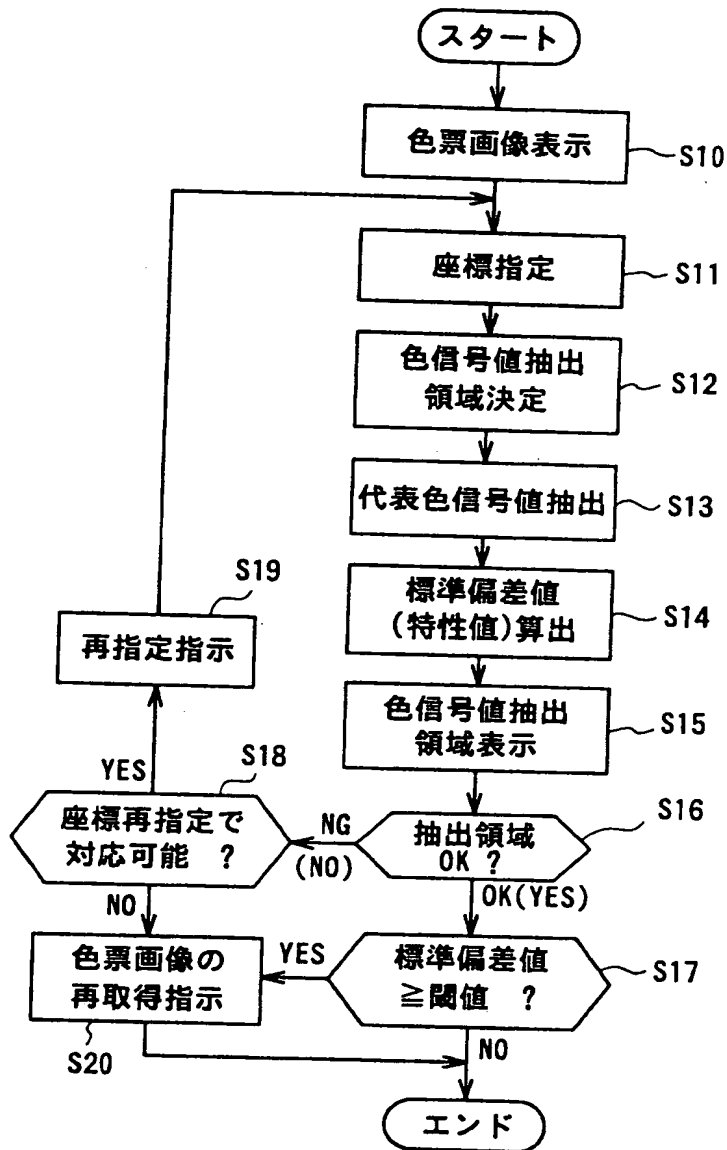 スタート
色票画像表示
S10
座標指定
S11
色信号値抽出
領域決定
S12
代表色信号値抽出
S13
標準偏差値
(特性値)算出
S14
色信号値抽出
領域表示
S15
抽出領域
OK ?
S16
NG
(NO)
OK(YES)
座標再指定で
対応可能 ?
S18
YES
再指定指示
S19
NO
標準偏差値
≧閾値 ?
S17
YES
色票画像の
再取得指示
S20
NO
エンド